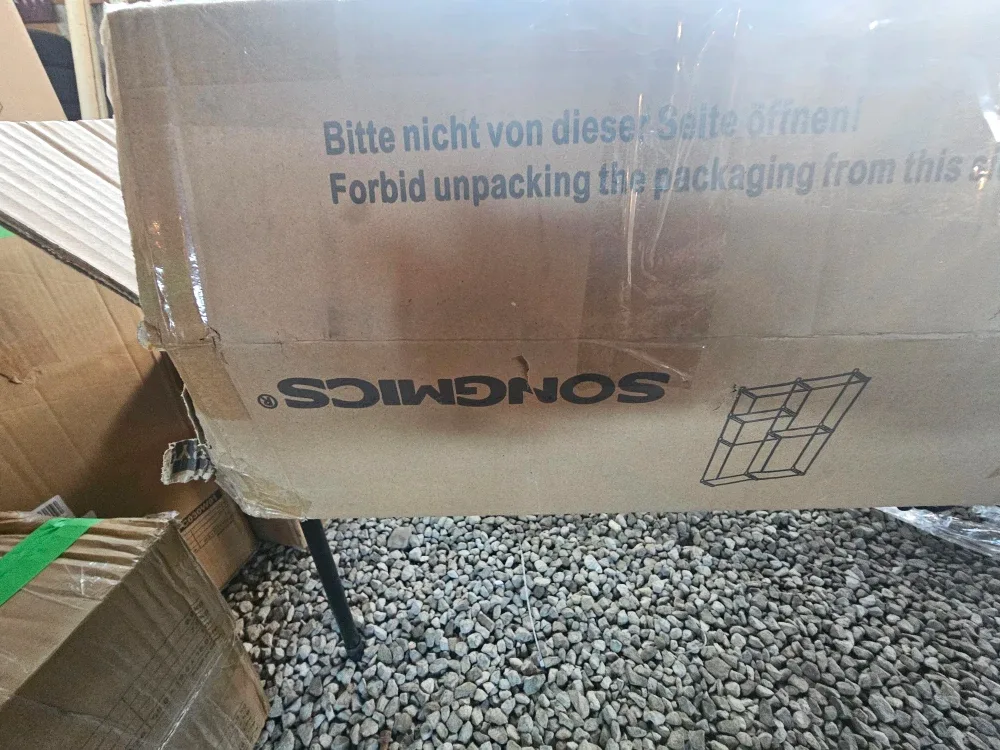 Bitte nicht von dieser Seite öffnen!
Forbid unpacking the packaging from this
SONGMICS®